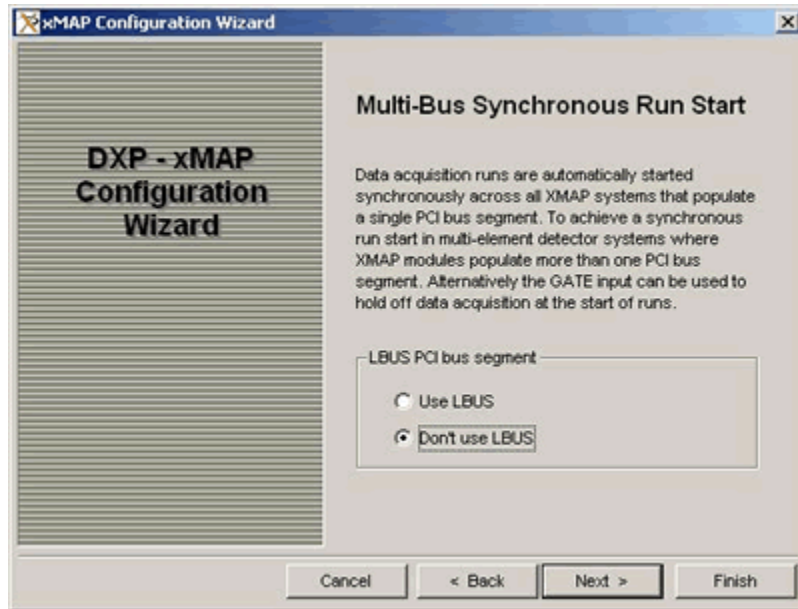 xMAP Configuration Wizard
DXP - xMAP
Configuration
Wizard
Multi-Bus Synchronous Run Start
Data acquisition runs are automatically started
synchronously across all XMAP systems that populate
a single PCI bus segment. To achieve a synchronous
run start in multi-element detector systems where
XMAP modules populate more than one PCI bus
segment. Alternatively the GATE input can be used to
hold off data acquisition at the start of runs.
LBUS PCI bus segment
Use LBUS
Don't use LBUS
Cancel
< Back
Next >
Finish